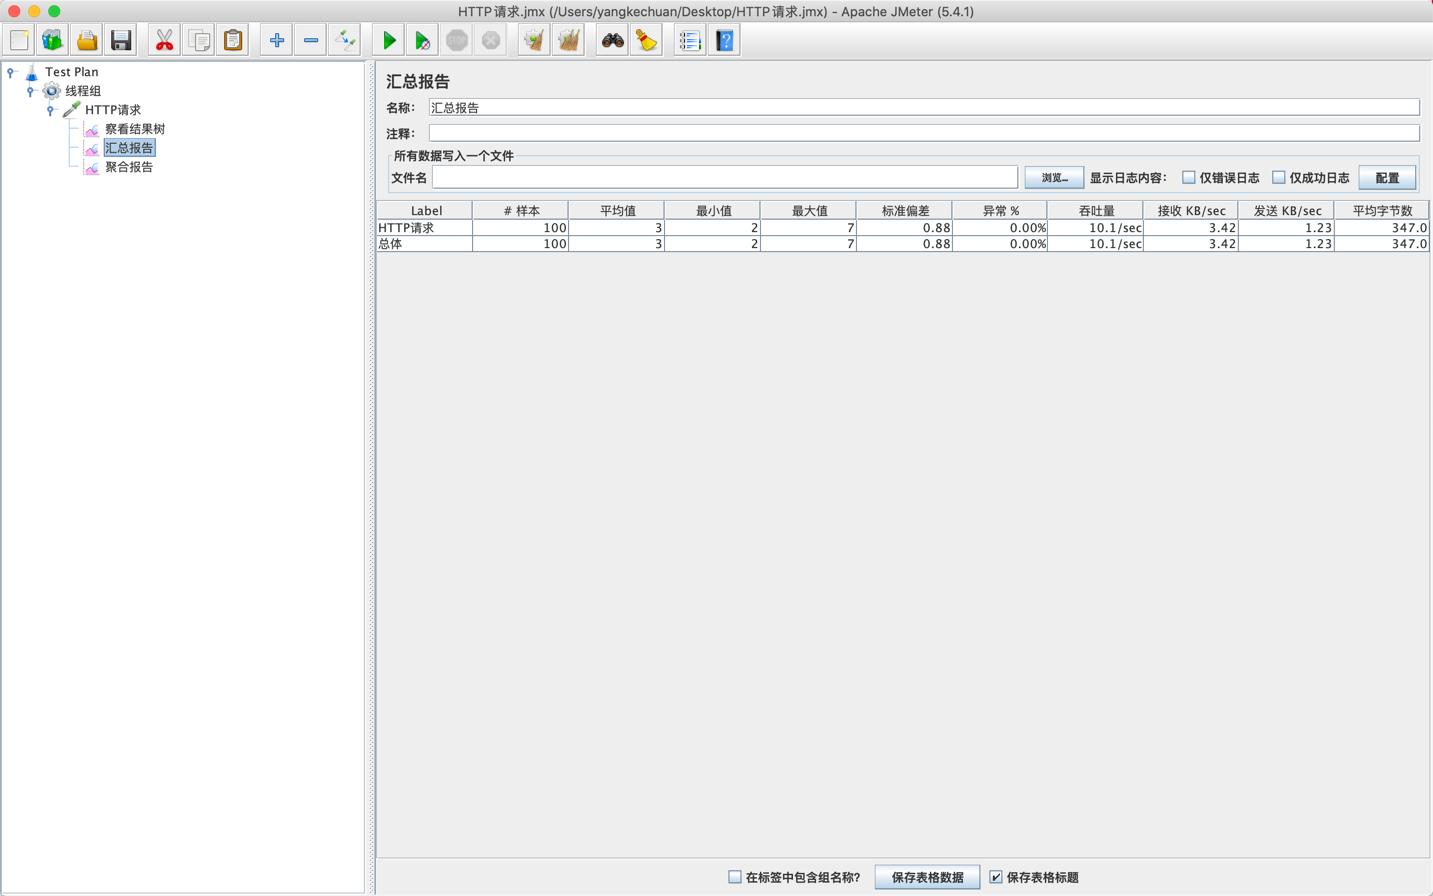 HTTP请求.jmx (/Users/yangkechuan/Desktop/HTTP请求.jmx) - Apache JMeter (5.4.1)
Test Plan
线程组
HTTP请求
察看结果树
汇总报告
聚合报告
汇总报告
名称: 汇总报告
注释:
所有数据写入一个文件
文件名 浏览... 显示日志内容: 仅错误日志 仅成功日志 配置
Label # 样本 平均值 最小值 最大值 标准偏差 异常 % 吞吐量 接收 KB/sec 发送 KB/sec 平均字节数
HTTP请求 100 3 2 7 0.88 0.00% 10.1/sec 3.42 1.23 347.0
总体 100 3 2 7 0.88 0.00% 10.1/sec 3.42 1.23 347.0
在标签中包含组名称? 保存表格数据 保存表格标题